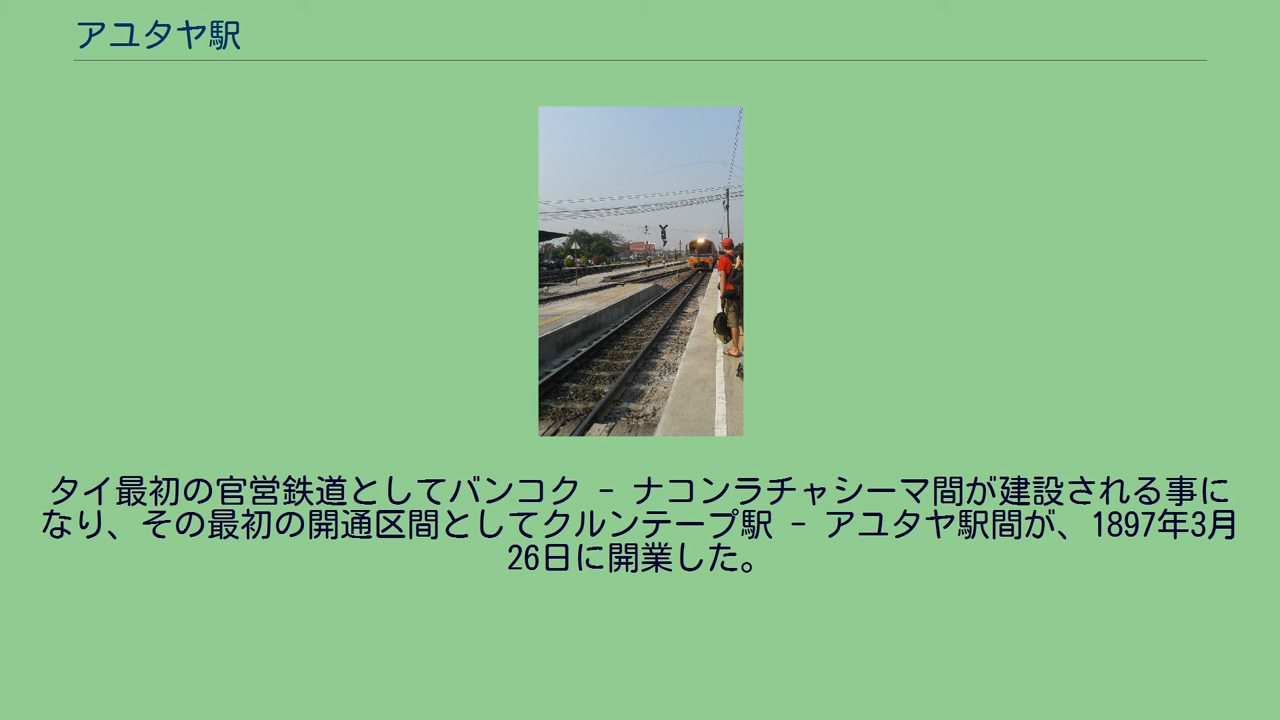 アユタヤ駅
タイ最初の官営鉄道としてバンコク - ナコンラチャシーマ間が建設される事に
なり、その最初の開通区間としてクルンテープ駅 - アユタヤ駅間が、1897年3月
26日に開業した。